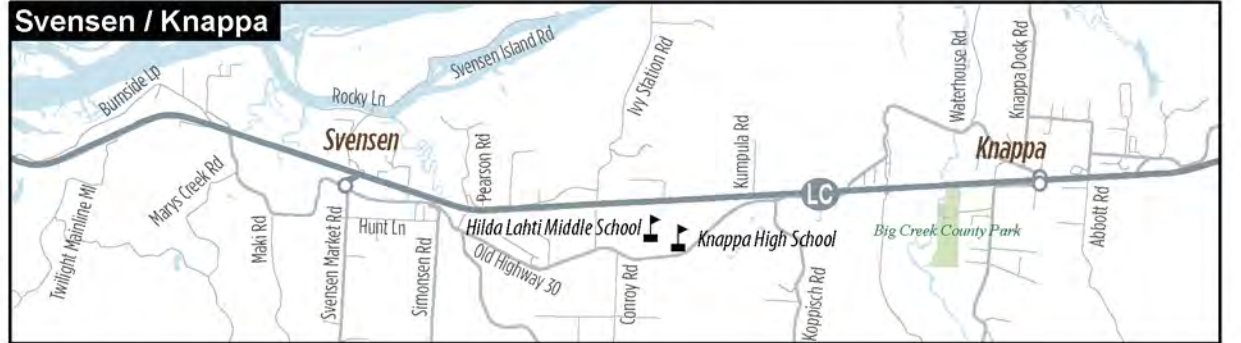 Svensen / Knappa
Burnside Lp
Rocky Ln
Svensen Island Rd
Ivy Station Rd
Waterhouse Rd
Knappa Dock Rd
Svensen
Knappa
Pearson Rd
Kumpula Rd
LC
Marys Creek Rd
Twilight Mainline Ml
Maki Rd
Svensen Market Rd
Hunt Ln
Simonsen Rd
Hilda Lahti Middle School
Knappa High School
Old Highway 30
Conroy Rd
Koppisch Rd
Big Creek County Park
Abbott Rd